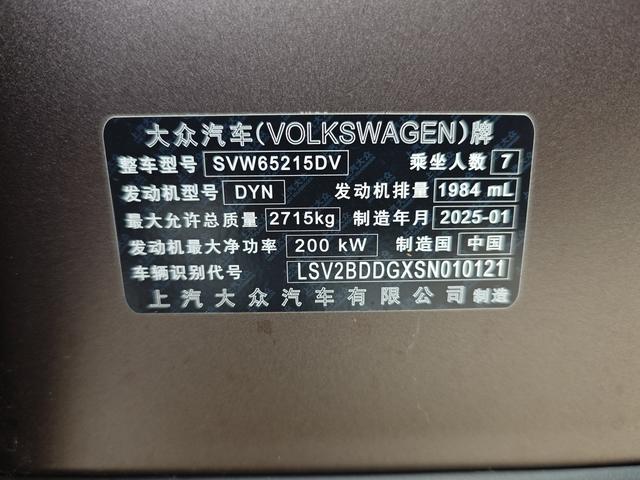 大众汽车(VOLKSWAGEN)牌
整车型号 SVW65215DV 乘坐人数 7
发动机型号 DYN 发动机排量 1984 mL
最大允许总质量 2715kg 制造年月 2025-01
发动机最大净功率 200 kW 制造国 中国
车辆识别代号 LSV2BDDGXSN010121
上汽大众汽车有限公司 制造